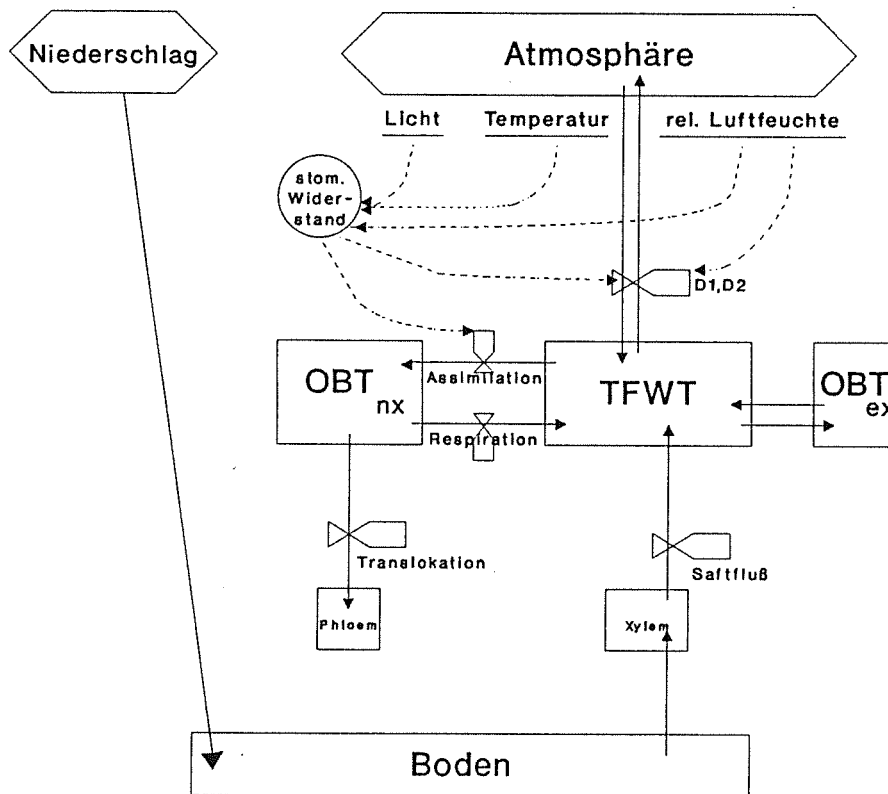 Niederschlag
Atmosphäre
Licht
Temperatur
rel. Luftfeuchte
stom.
Wider-
stand
D1,D2
OBT
nx
Assimilation
Respiration
TFWT
OBT
ex
Translokation
Saftfluß
Phloem
Xylem
Boden